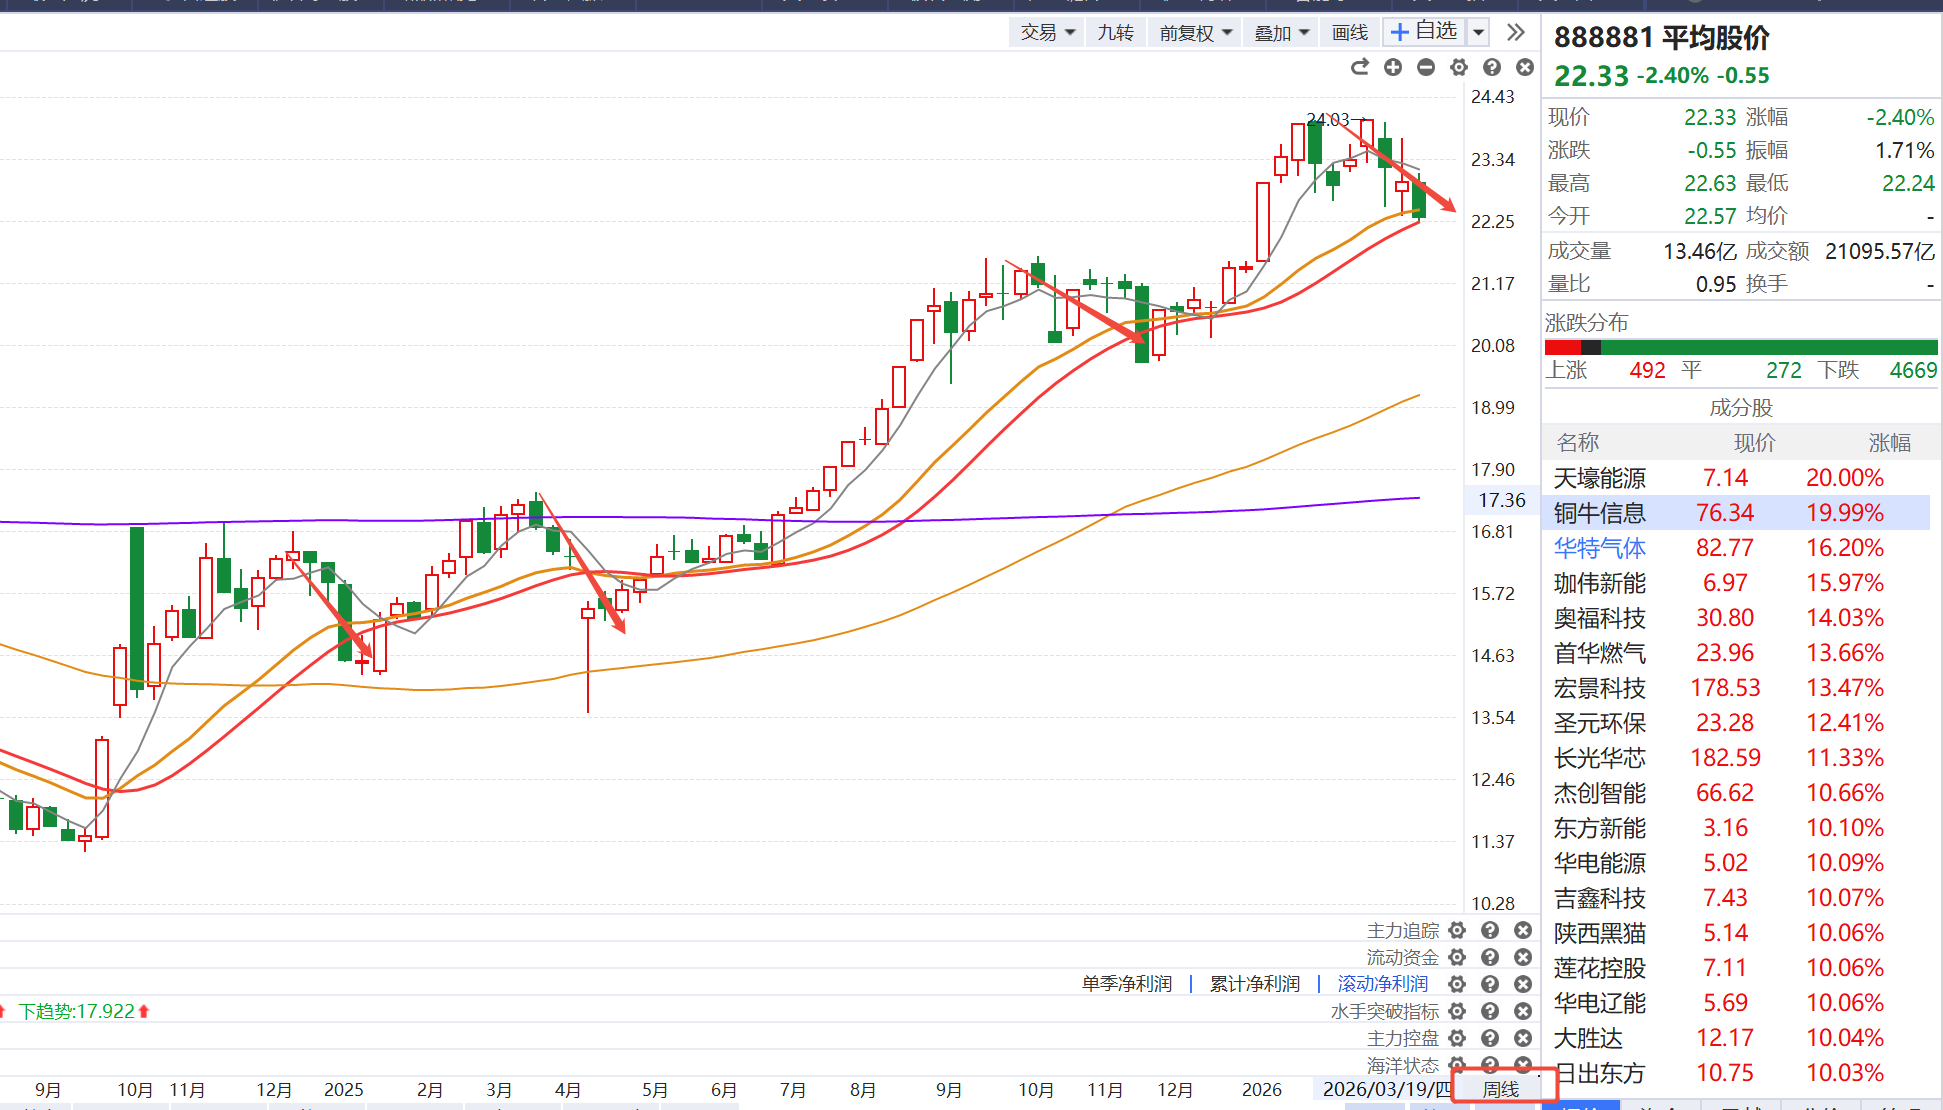 交易 九转 前复权 叠加 画线 自选
888881 平均股价
22.33 -2.40% -0.55
现价 22.33 涨幅 -2.40%
涨跌 -0.55 振幅 1.71%
最高 22.63 最低 22.24
今开 22.57 均价 -
成交量 13.46亿 成交额 21095.57亿
量比 0.95 换手 -
涨跌分布
上涨 492 平 272 下跌 4669
成分股
名称 现价 涨幅
天壕能源 7.14 20.00%
铜牛信息 76.34 19.99%
华特气体 82.77 16.20%
珈伟新能 6.97 15.97%
奥福科技 30.80 14.03%
首华燃气 23.96 13.66%
宏景科技 178.53 13.47%
圣元环保 23.28 12.41%
长光华芯 182.59 11.33%
杰创智能 66.62 10.66%
东方新能 3.16 10.10%
华电能源 5.02 10.09%
吉鑫科技 7.43 10.07%
陕西黑猫 5.14 10.06%
莲花控股 7.11 10.06%
华电辽能 5.69 10.06%
大胜达 12.17 10.04%
日出东方 10.75 10.03%
24.43
24.03
23.34
22.25
21.17
20.08
18.99
17.90
17.36
16.81
15.72
14.63
13.54
12.46
11.37
10.28
主力追踪
流动资金
单季净利润 累计净利润 滚动净利润
下趋势:17.922
水手突破指标
主力控盘
海洋状态
9月 10月 11月 12月 2025 2月 3月 4月 5月 6月 7月 8月 9月 10月 11月 12月 2026 2026/03/19/四 周线